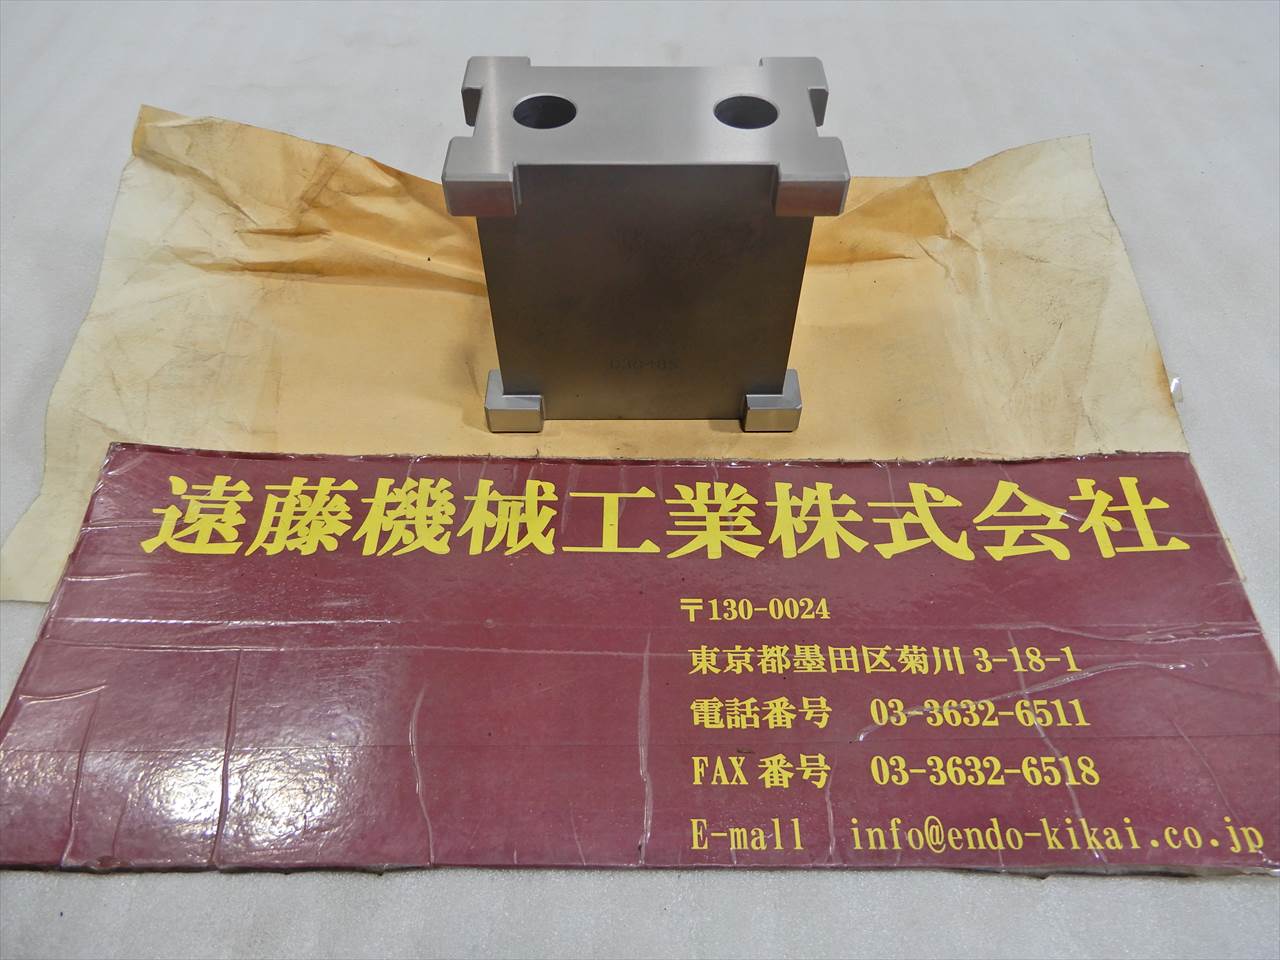 遠藤機械工業株式会社
〒130-0024
東京都墨田区菊川 3-18-1
電話番号 03-3632-6511
FAX 番号 03-3632-6518
E-mall info@endo-kikai.co.jp